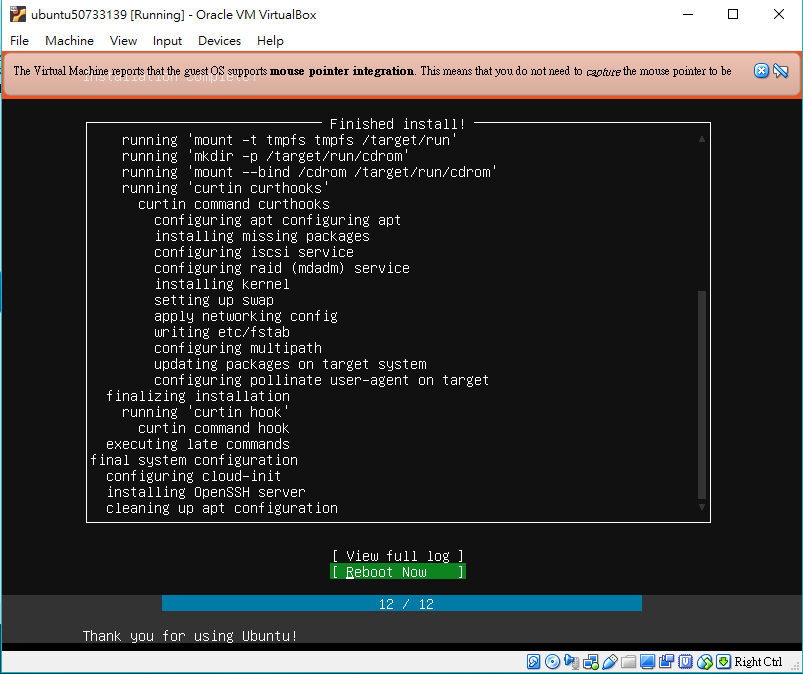 ubuntu50733139 [Running] - Oracle VM VirtualBox
File Machine View Input Devices Help
The Virtual Machine reports that the guest OS supports mouse pointer integration. This means that you do not need to capture the mouse pointer to be
Installation complete!
Finished install!
running 'mount -t tmpfs tmpfs /target/run'
running 'mkdir -p /target/run/cdrom'
running 'mount --bind /cdrom /target/run/cdrom'
running 'curtin curthooks'
curtin command curthooks
configuring apt configuring apt
installing missing packages
configuring iscsi service
configuring raid (mdadm) service
installing kernel
setting up swap
apply networking config
writing etc/fstab
configuring multipath
updating packages on target system
configuring pollinate user-agent on target
finalizing installation
running 'curtin hook'
curtin command hook
executing late commands
final system configuration
configuring cloud-init
installing OpenSSH server
cleaning up apt configuration
[ View full log ]
[ Reboot Now ]
12 / 12
Thank you for using Ubuntu!
Right Ctrl